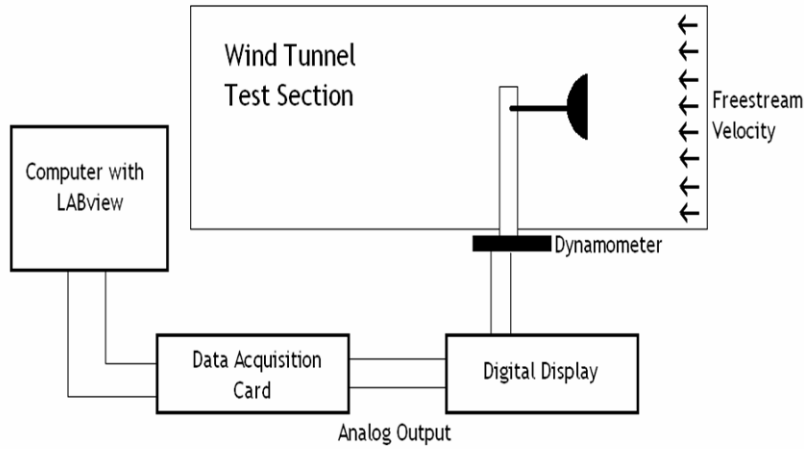 Wind Tunnel
Test Section
Freestream
Velocity
Computer with
LABview
Dynamometer
Data Acquisition
Card
Digital Display
Analog Output